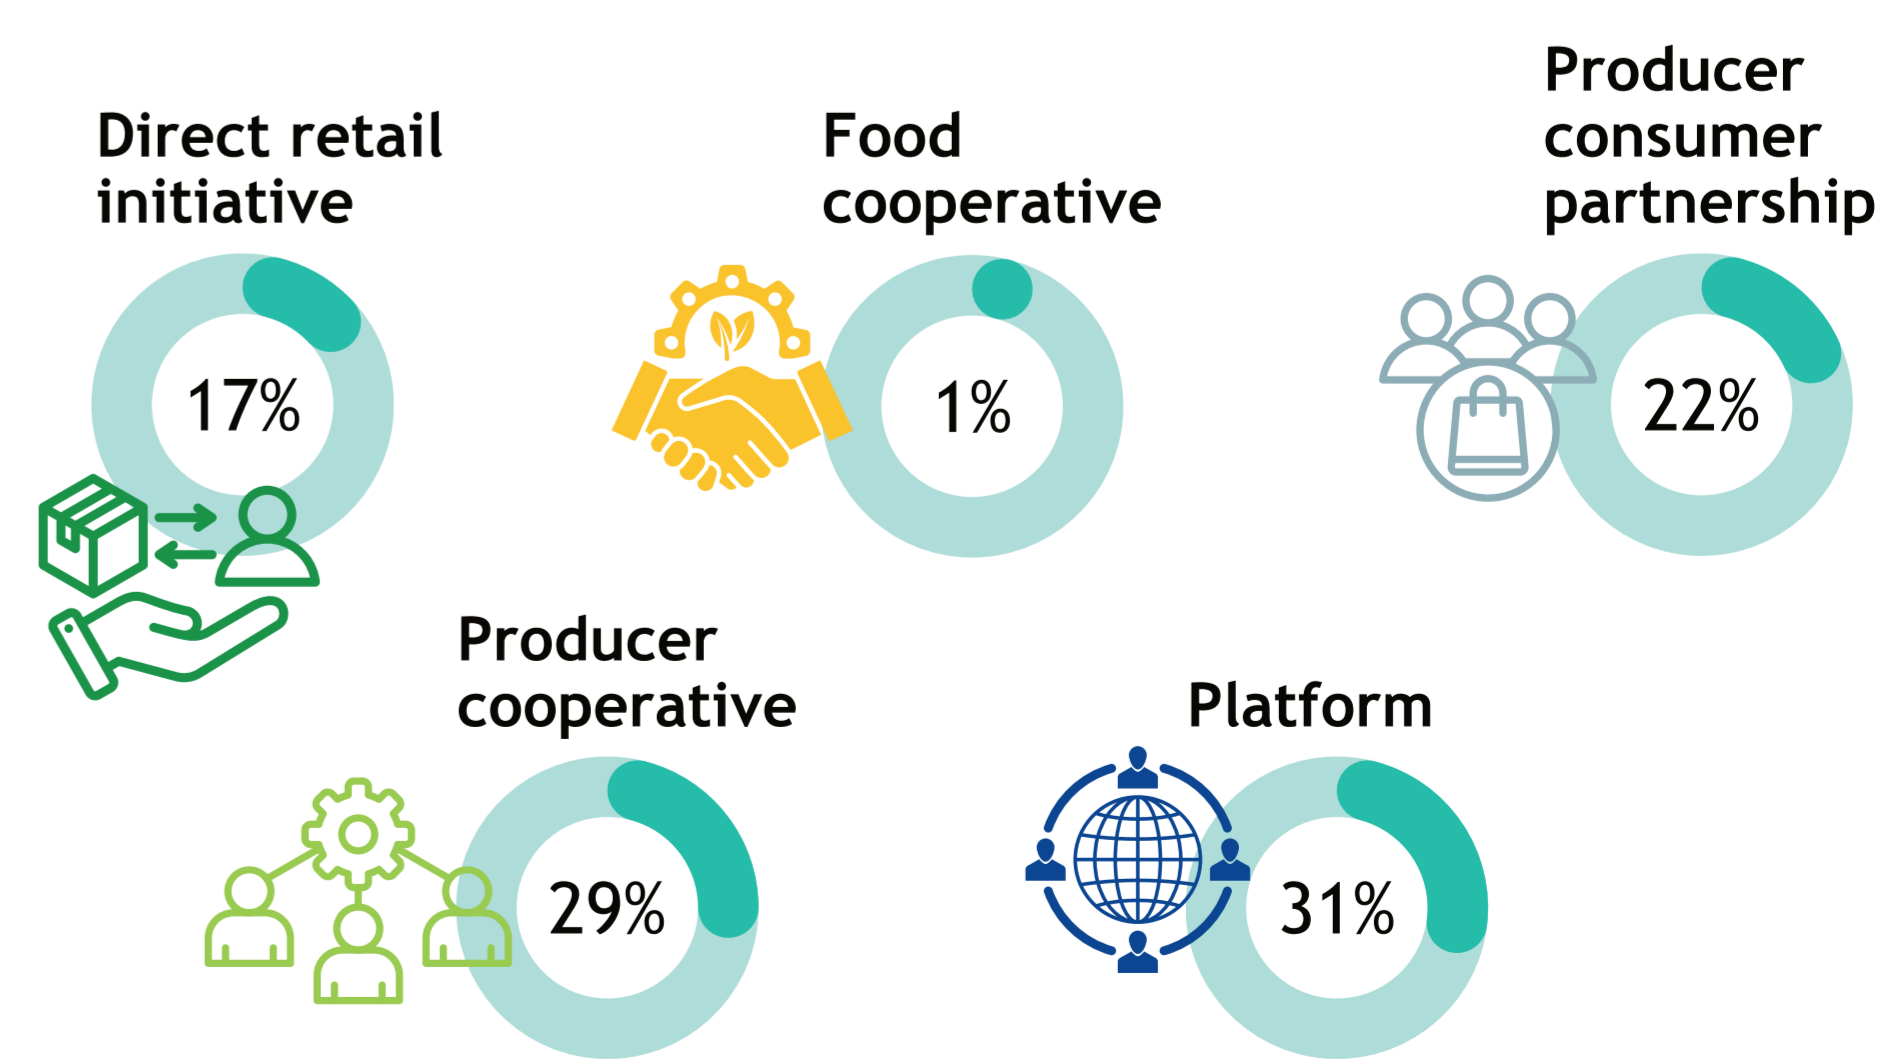 Direct retail
initiative
17%
Food
cooperative
1%
Producer
consumer
partnership
22%
Producer
cooperative
29%
Platform
31%